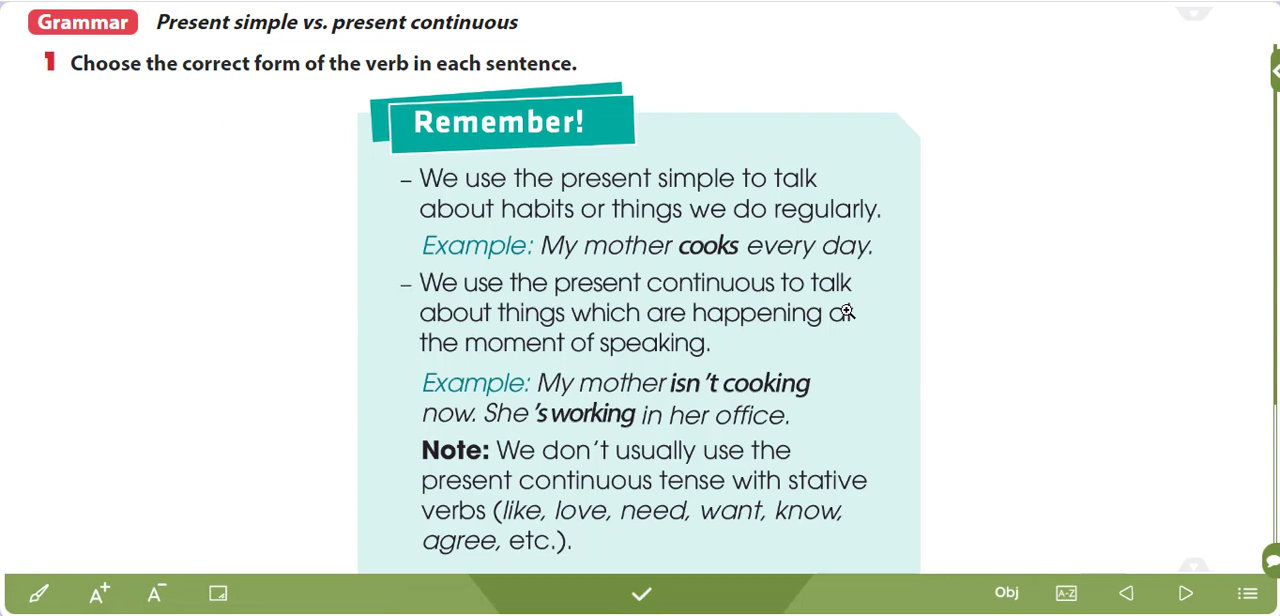 Grammar Present simple vs. present continuous
1 Choose the correct form of the verb in each sentence.
Remember!
– We use the present simple to talk
about habits or things we do regularly.
Example: My mother cooks every day.
– We use the present continuous to talk
about things which are happening at
the moment of speaking.
Example: My mother isn't cooking
now. She 's working in her office.
Note: We don't usually use the
present continuous tense with stative
verbs (like, love, need, want, know,
agree, etc.).
A+ A- Obj A-Z